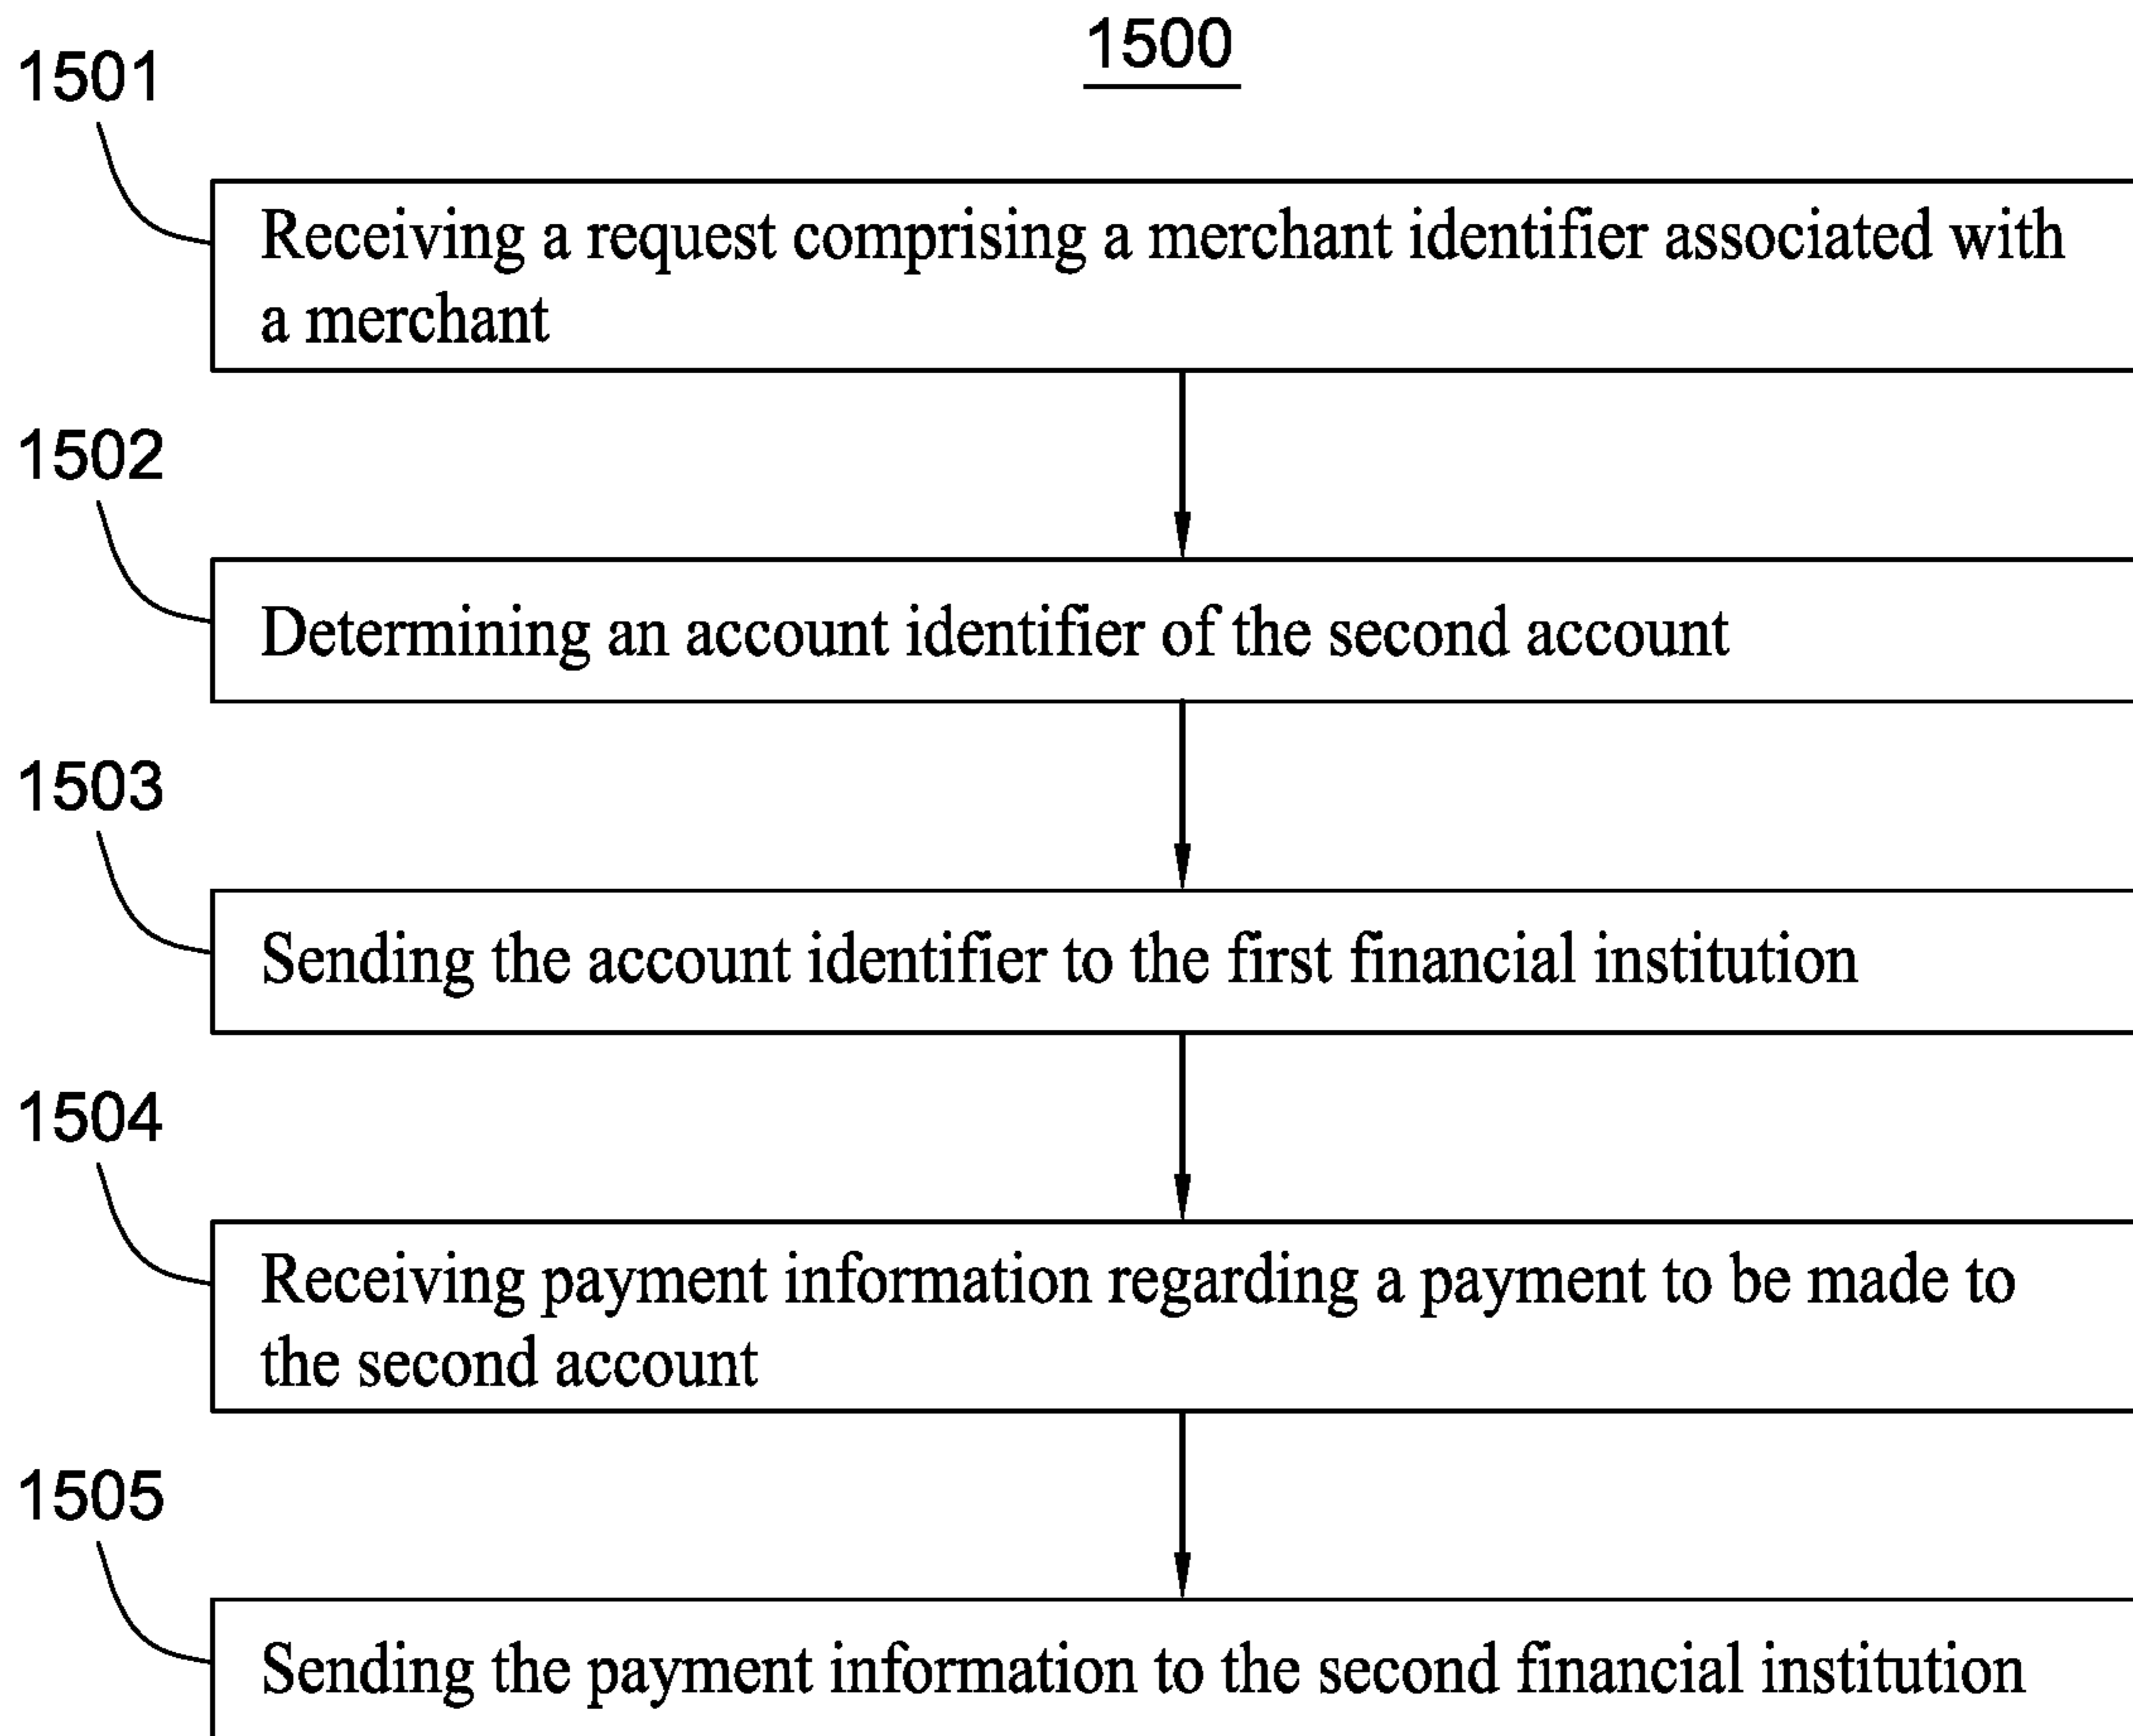 1500
1501
Receiving a request comprising a merchant identifier associated with
a merchant
1502
Determining an account identifier of the second account
1503
Sending the account identifier to the first financial institution
1504
Receiving payment information regarding a payment to be made to
the second account
1505
Sending the payment information to the second financial institution